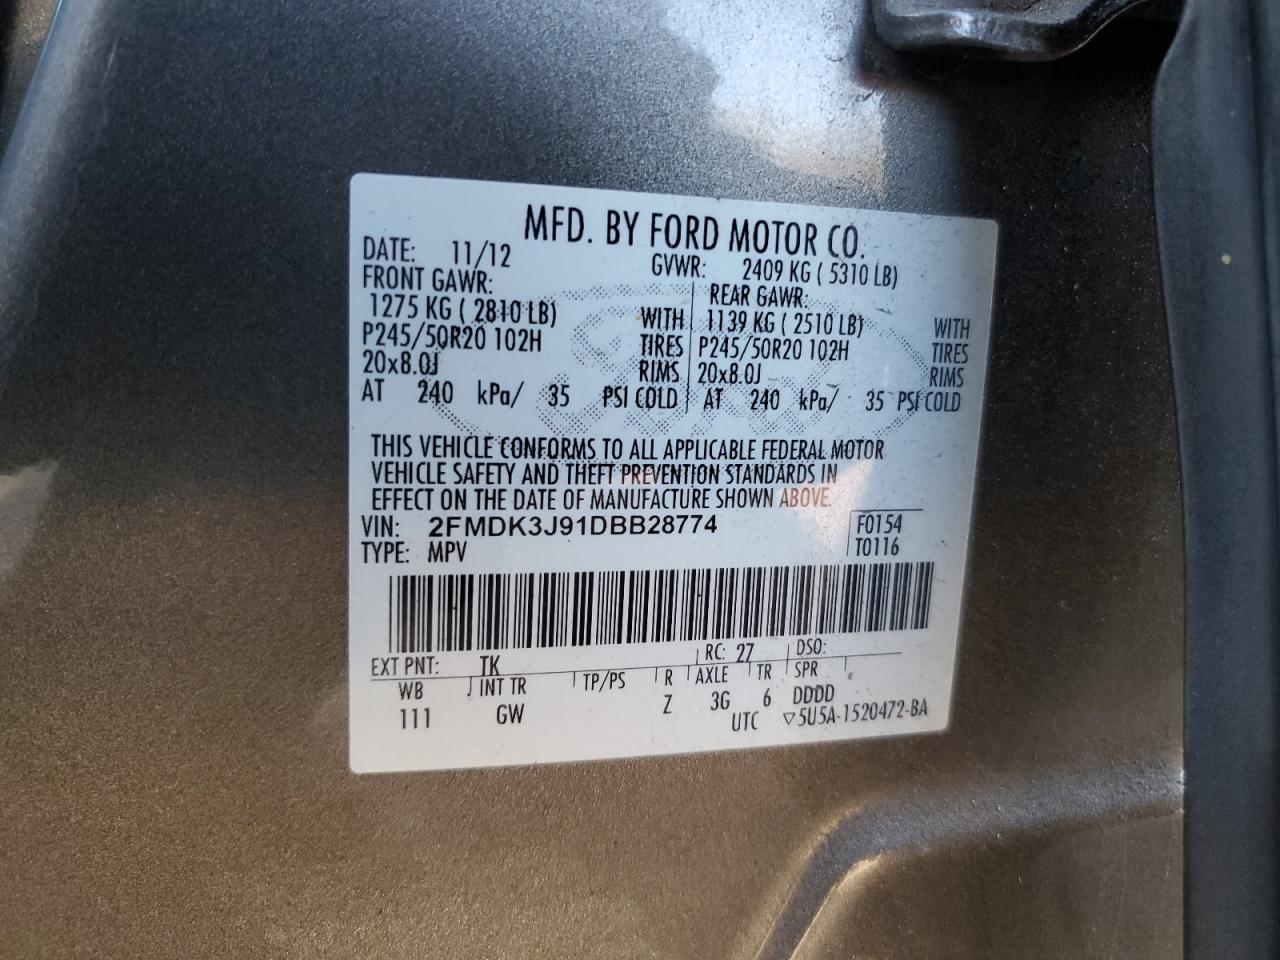 MFD. BY FORD MOTOR CO.
DATE: 11/12 GVWR: 2409 KG ( 5310 LB)
FRONT GAWR: REAR GAWR:
1275 KG ( 2810 LB) WITH 1139 KG ( 2510 LB) WITH
P245/50R20 102H TIRES P245/50R20 102H TIRES
20x8.0J RIMS 20x8.0J RIMS
AT 240 kPa/ 35 PSI COLD AT 240 kPa/ 35 PSI COLD
THIS VEHICLE CONFORMS TO ALL APPLICABLE FEDERAL MOTOR
VEHICLE SAFETY AND THEFT PREVENTION STANDARDS IN
EFFECT ON THE DATE OF MANUFACTURE SHOWN ABOVE.
VIN: 2FMDK3J91DBB28774 F0154
TYPE: MPV T0116
EXT PNT: TK RC: 27 DSO:
WB INT TR TP/PS R AXLE TR SPR
111 GW Z 3G 6 DDDD
UTC ▽5U5A-1520472-BA